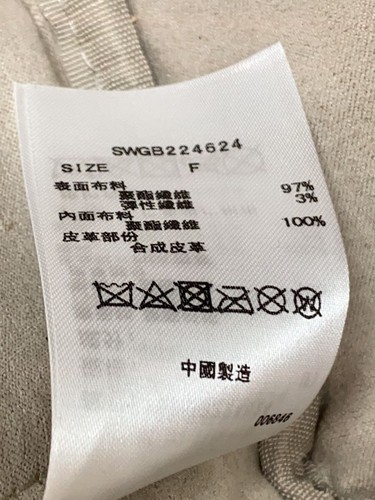 SWGB224624
SIZE F
表面布料
聚酯纖維 97%
彈性纖維 3%
內面布料
聚酯纖維 100%
皮革部份
合成皮革
W
中國製造
006846